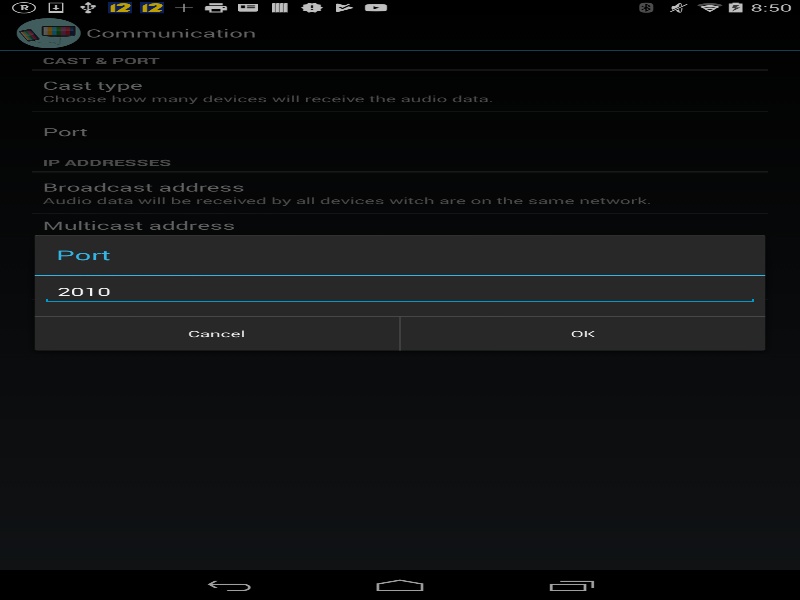 R 12 12 8:50
Communication
CAST & PORT
Cast type
Choose how many devices will receive the audio data.
Port
IP ADDRESSES
Broadcast address
Audio data will be received by all devices witch are on the same network.
Multicast address
Port
2010
Cancel OK